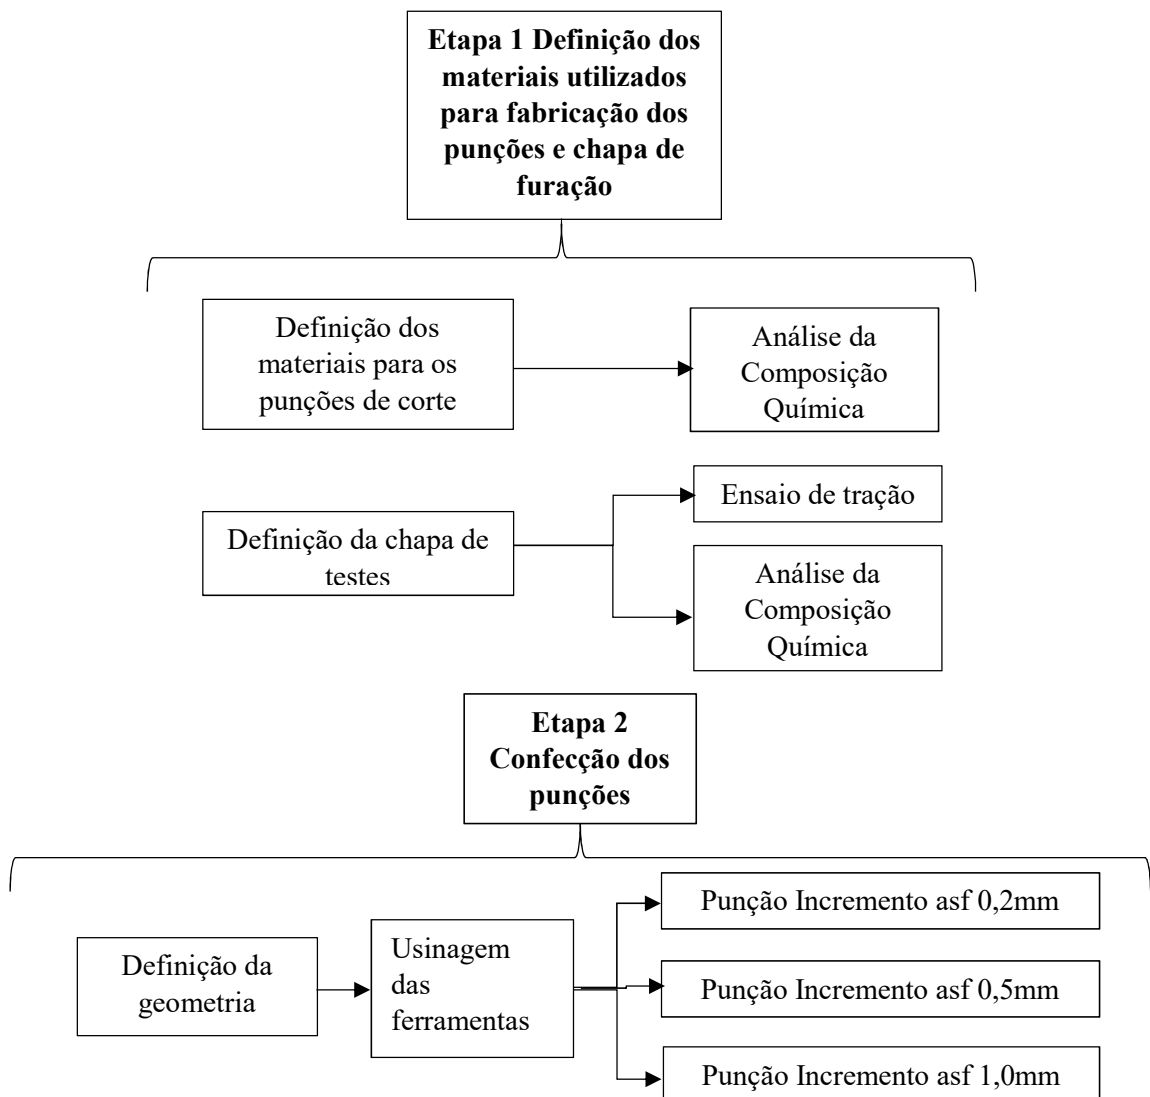 Etapa 1 Definição dos
materiais utilizados
para fabricação dos
punções e chapa de
furação
Definição dos
materiais para os
punções de corte
Análise da
Composição
Química
Definição da chapa de
testes
Ensaio de tração
Análise da
Composição
Química
Etapa 2
Confecção dos
punções
Definição da
geometria
Usinagem
das
ferramentas
Punção Incremento asf 0,2mm
Punção Incremento asf 0,5mm
Punção Incremento asf 1,0mm